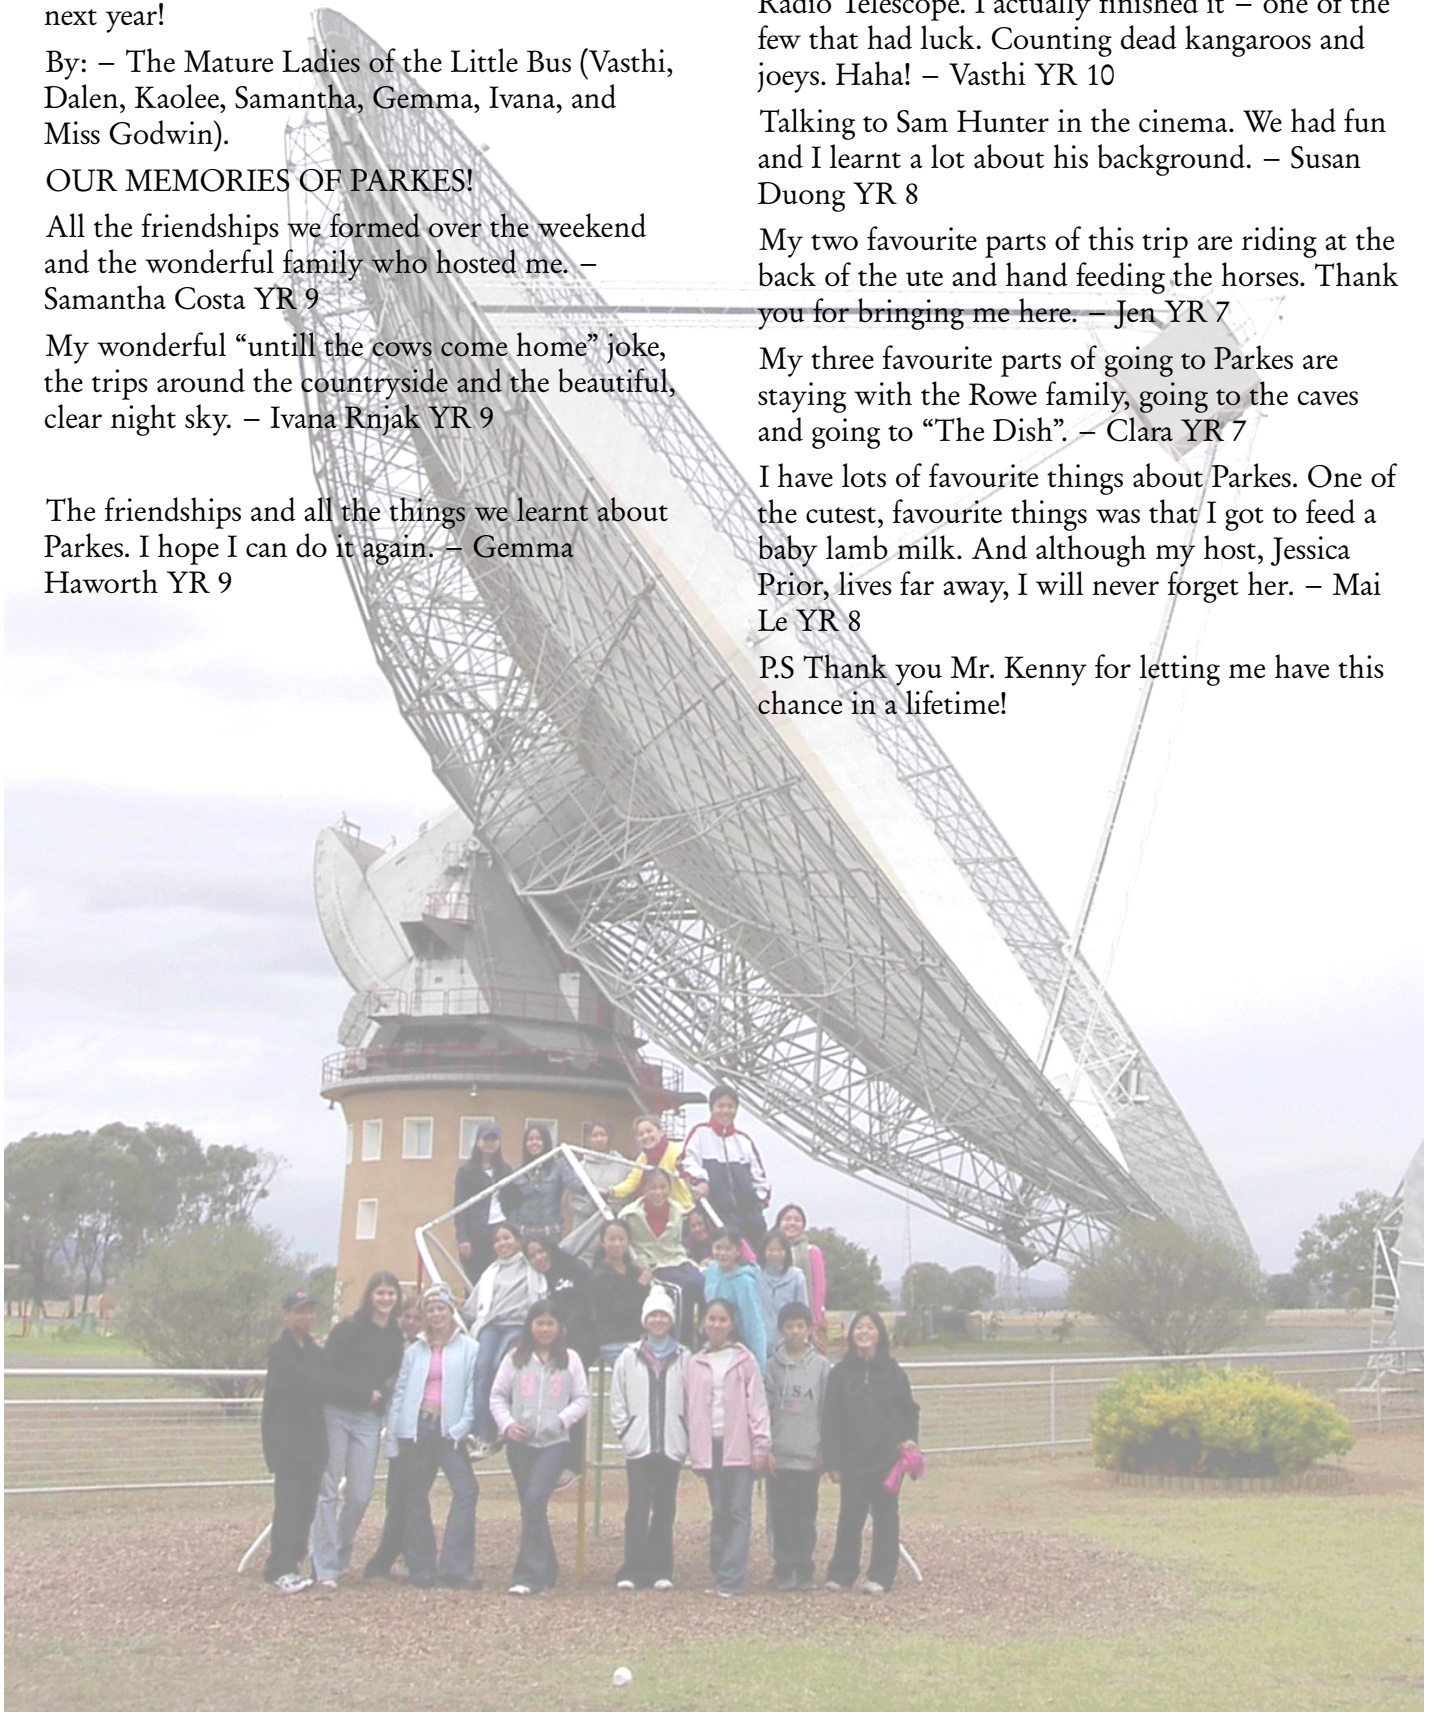 next year!
By: – The Mature Ladies of the Little Bus (Vasthi,
Dalen, Kaolee, Samantha, Gemma, Ivana, and
Miss Godwin).
OUR MEMORIES OF PARKES!
All the friendships we formed over the weekend
and the wonderful family who hosted me. –
Samantha Costa YR 9
My wonderful “untill the cows come home” joke,
the trips around the countryside and the beautiful,
clear night sky. – Ivana Rnjak YR 9
The friendships and all the things we learnt about
Parkes. I hope I can do it again. – Gemma
Haworth YR 9
Radio Telescope. I actually finished it – one of the
few that had luck. Counting dead kangaroos and
joeys. Haha! – Vasthi YR 10
Talking to Sam Hunter in the cinema. We had fun
and I learnt a lot about his background. – Susan
Duong YR 8
My two favourite parts of this trip are riding at the
back of the ute and hand feeding the horses. Thank
you for bringing me here. – Jen YR 7
My three favourite parts of going to Parkes are
staying with the Rowe family, going to the caves
and going to “The Dish”. – Clara YR 7
I have lots of favourite things about Parkes. One of
the cutest, favourite things was that I got to feed a
baby lamb milk. And although my host, Jessica
Prior, lives far away, I will never forget her. – Mai
Le YR 8
P.S Thank you Mr. Kenny for letting me have this
chance in a lifetime!
USA